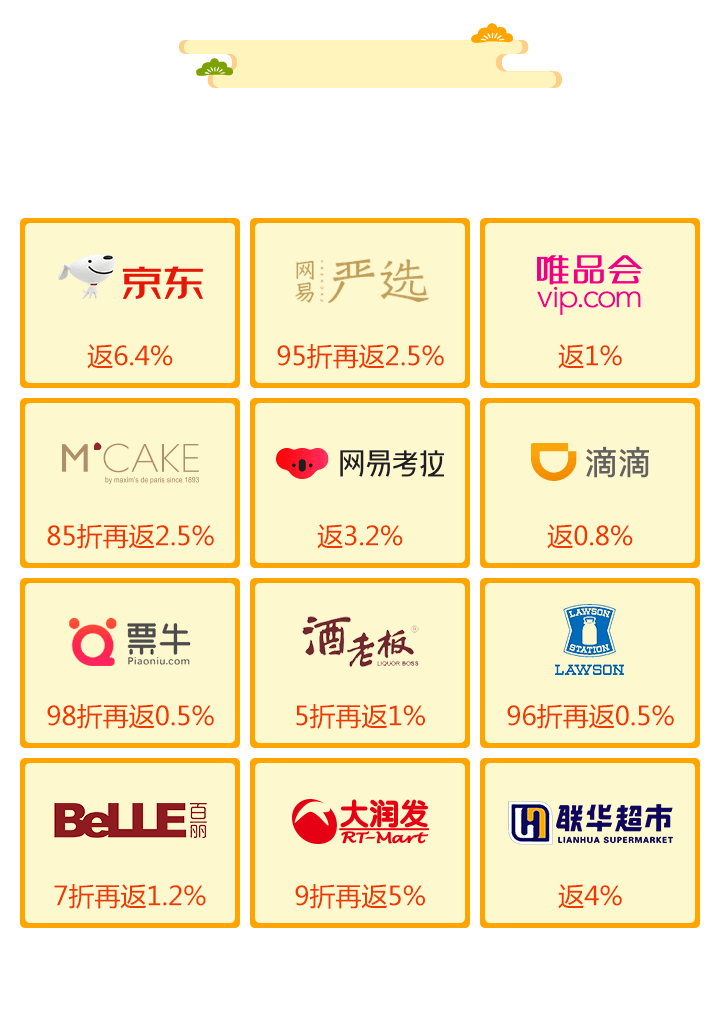 京东
返6.4%
网易严选
95折再返2.5%
唯品会
vip.com
返1%
M'CAKE
by maxim's de paris since 1893
85折再返2.5%
网易考拉
返3.2%
滴滴
返0.8%
票牛
Piaoniu.com
98折再返0.5%
酒老板®
LIQUOR BOSS
5折再返1%
LAWSON
STATION
LAWSON
96折再返0.5%
BeLLE 百丽
7折再返1.2%
大润发
RT-Mart
9折再返5%
联华超市
LIANHUA SUPERMARKET
返4%